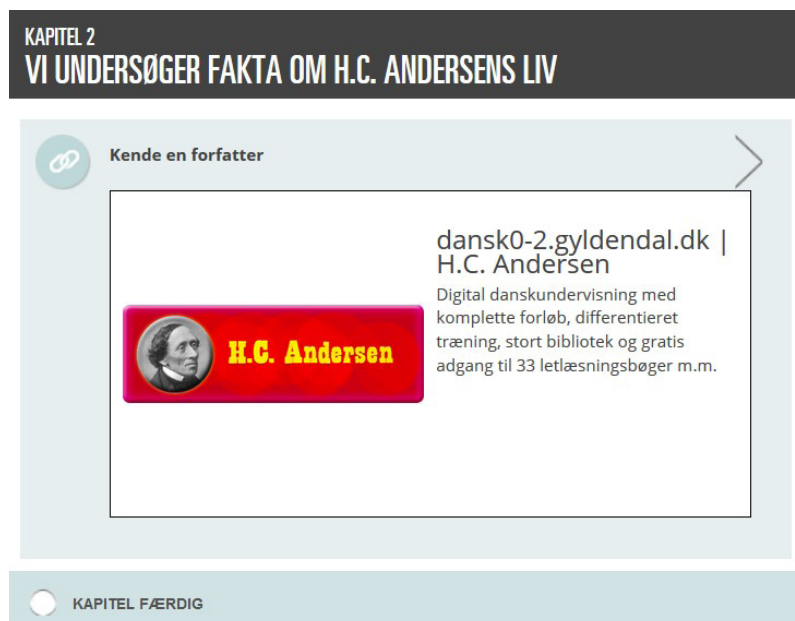 KAPITEL 2
VI UNDERSØGER FAKTA OM H.C. ANDERSENS LIV
Kende en forfatter
H.C. Andersen
dansk0-2.gyldendal.dk |
H.C. Andersen
Digital danskundervisning med
komplette forløb, differentieret
træning, stort bibliotek og gratis
adgang til 33 letlæsningsbøger m.m.
KAPITEL FÆRDIG